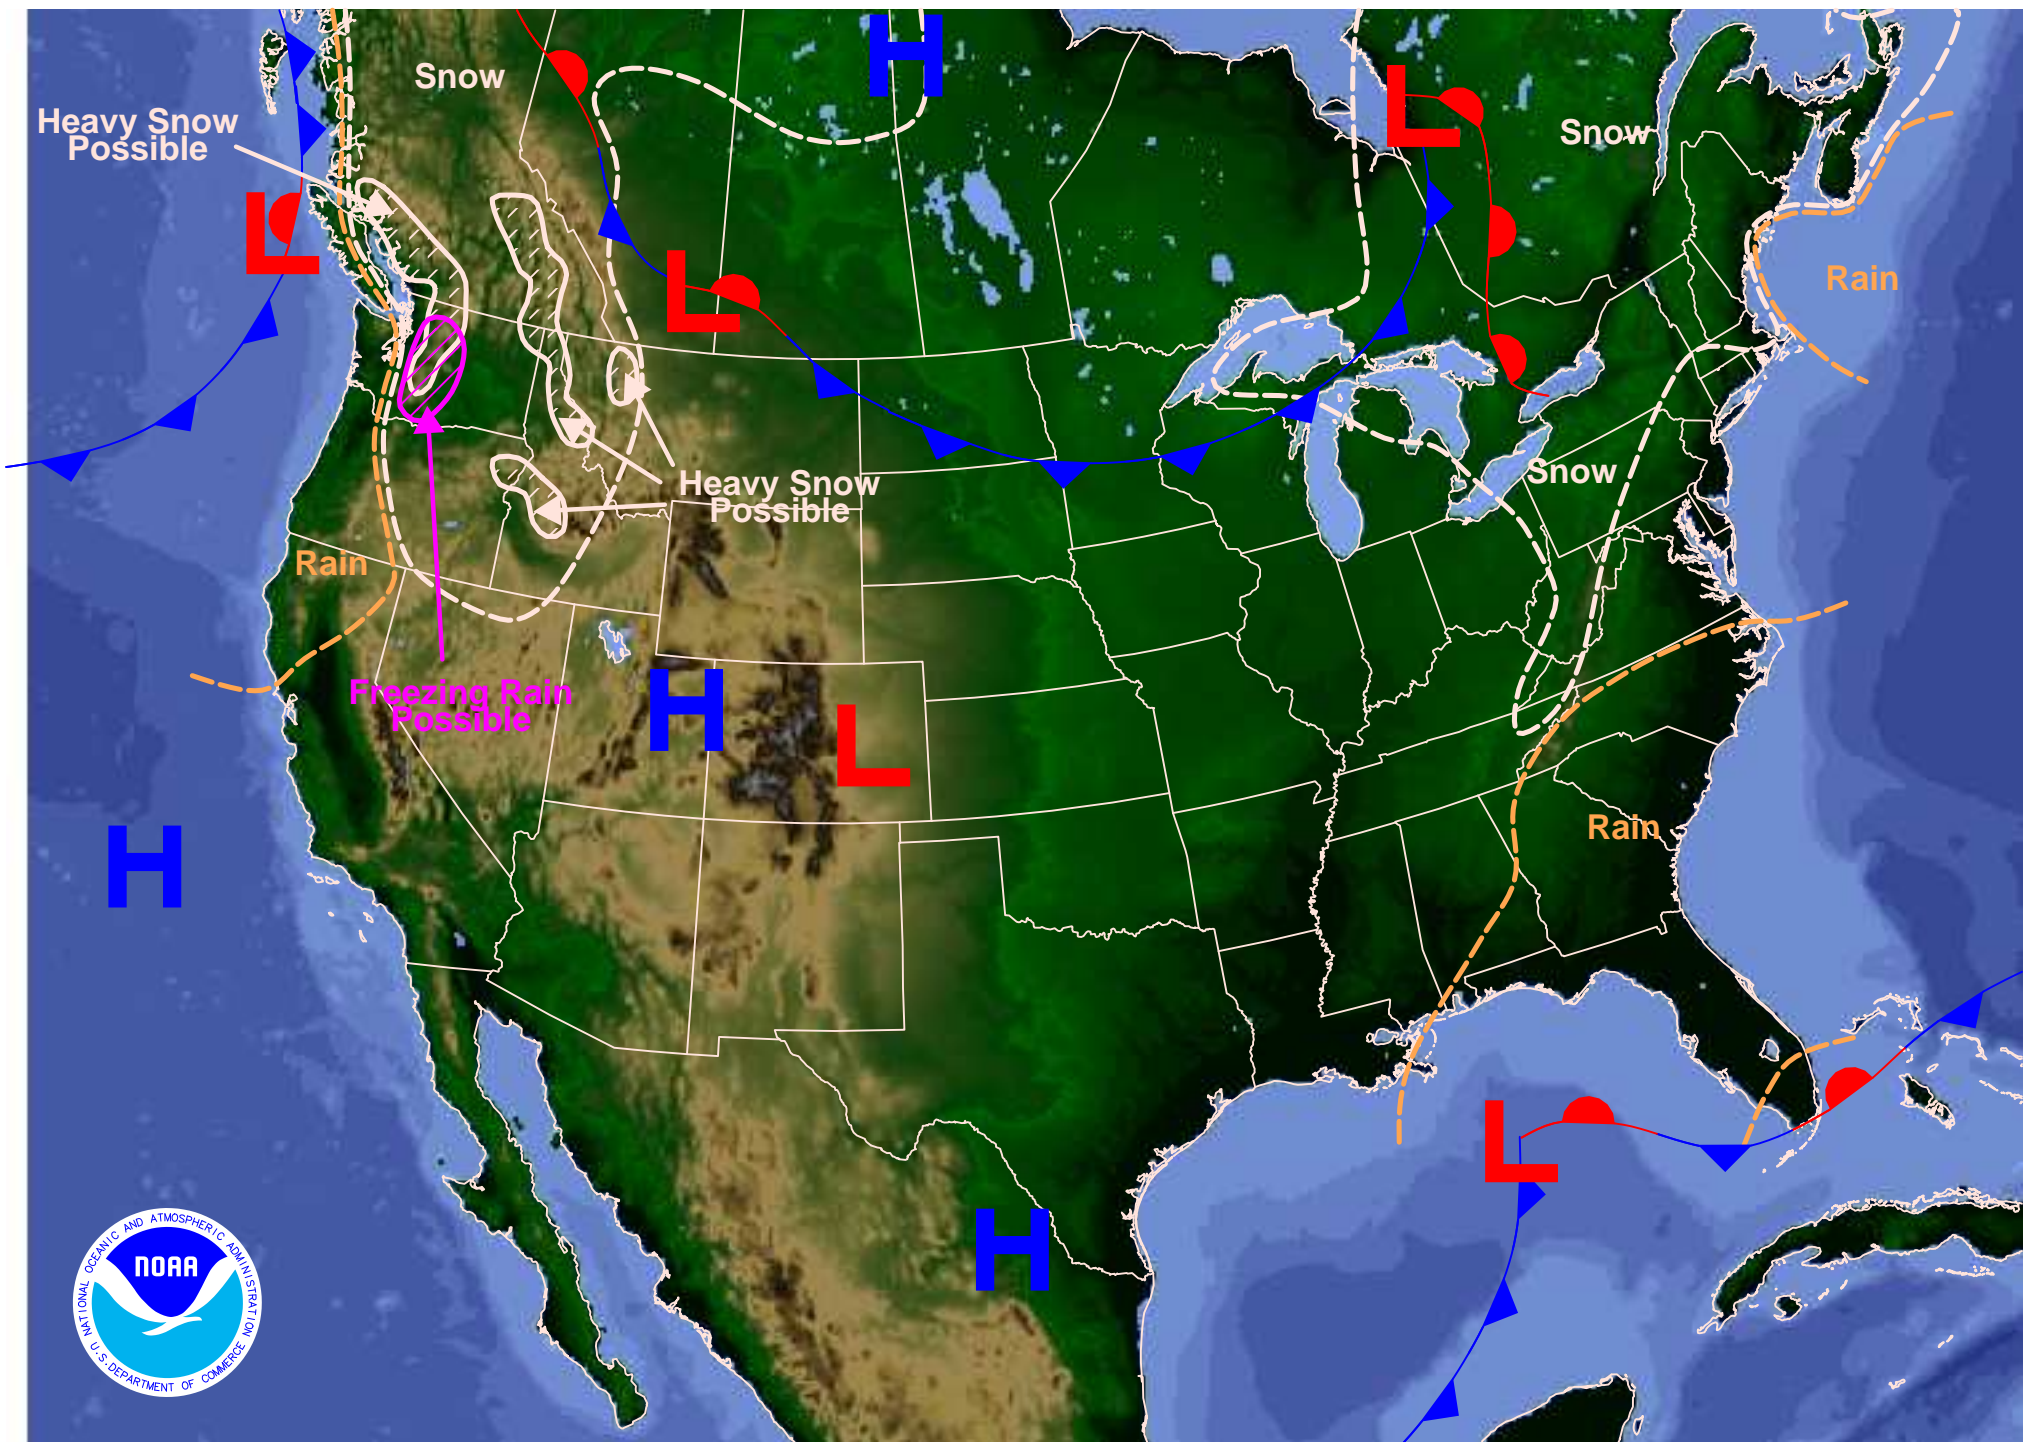 H
Snow
L
Heavy Snow
Possible
Snow
L
L
Rain
Heavy Snow
Possible
Snow
Rain
Freezing Rain
Possible
H
L
H
Rain
L
H
NATIONAL OCEANIC AND ATMOSPHERIC ADMINISTRATION
NOAA
U.S. DEPARTMENT OF COMMERCE